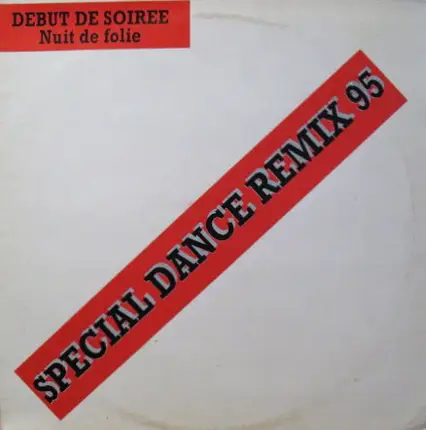 DEBUT DE SOIREE
Nuit de folie
SPECIAL DANCE REMIX 95